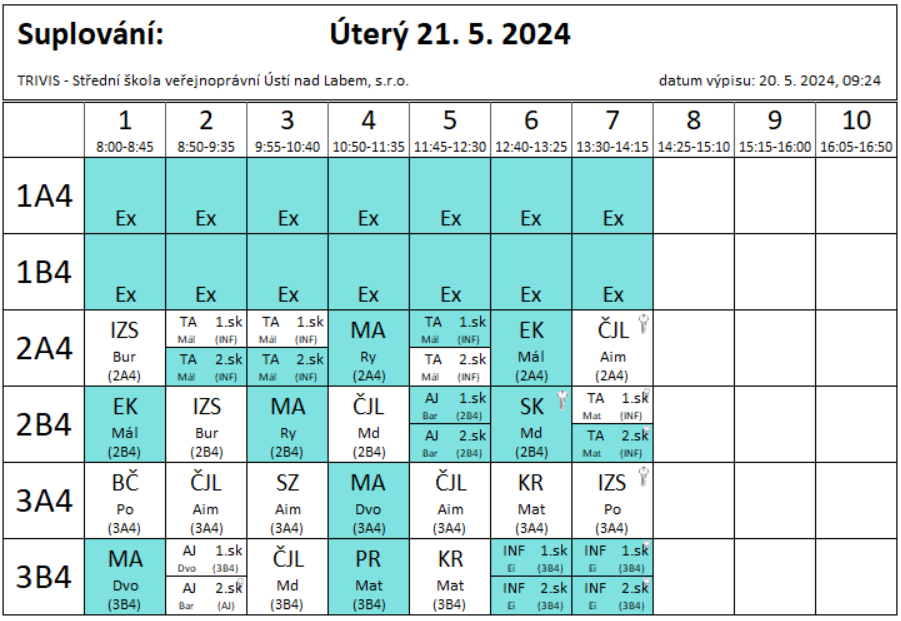 Suplování: Úterý 21. 5. 2024
TRIVIS - Střední škola veřejnoprávní Ústí nad Labem, s.r.o. datum výpisu: 20. 5. 2024, 09:24
1 2 3 4 5 6 7 8 9 10
8:00-8:45 8:50-9:35 9:55-10:40 10:50-11:35 11:45-12:30 12:40-13:25 13:30-14:15 14:25-15:10 15:15-16:00 16:05-16:50
1A4 Ex Ex Ex Ex Ex Ex Ex
1B4 Ex Ex Ex Ex Ex Ex Ex
2A4
IZS
Bur
(2A4)
TA 1.sk
Mál (INF)
TA 2.sk
Mál (INF)
TA 1.sk
Mál (INF)
TA 2.sk
Mál (INF)
MA
Ry
(2A4)
TA 1.sk
Mál (INF)
TA 2.sk
Mál (INF)
EK
Mál
(2A4)
ČJL
Aim
(2A4)
2B4
EK
Mál
(2B4)
IZS
Bur
(2B4)
MA
Ry
(2B4)
ČJL
Md
(2B4)
AJ 1.sk
Bar (2B4)
AJ 2.sk
Bar (2B4)
SK
Md
(2B4)
TA 1.sk
Mat (INF)
TA 2.sk
Mat (INF)
3A4
BČ
Po
(3A4)
ČJL
Aim
(3A4)
SZ
Aim
(3A4)
MA
Dvo
(3A4)
ČJL
Aim
(3A4)
KR
Mat
(3A4)
IZS
Po
(3A4)
3B4
MA
Dvo
(3B4)
AJ 1.sk
Dvo (3B4)
AJ 2.sk
Bar (AJ)
ČJL
Md
(3B4)
PR
Mat
(3B4)
KR
Mat
(3B4)
INF 1.sk
Ei (3B4)
INF 2.sk
Ei (3B4)
INF 1.sk
Ei (3B4)
INF 2.sk
Ei (3B4)